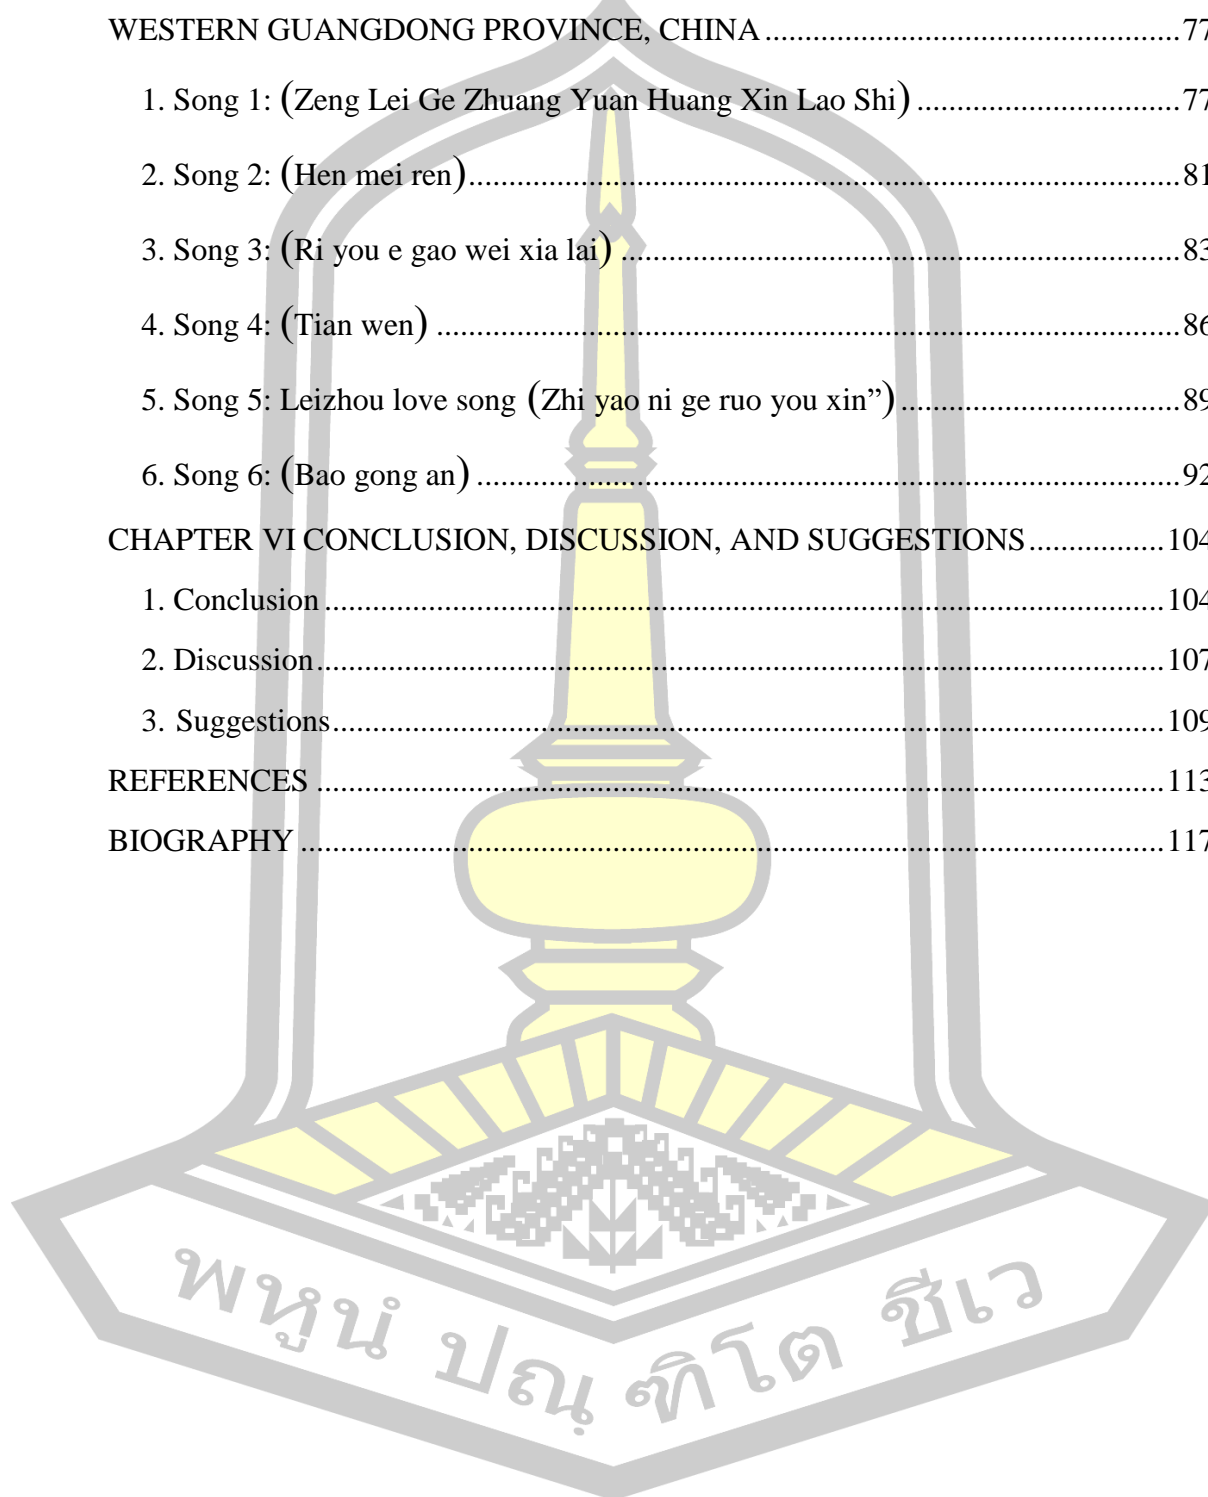 WESTERN GUANGDONG PROVINCE, CHINA....................................................77
1. Song 1: (Zeng Lei Ge Zhuang Yuan Huang Xin Lao Shi).................................77
2. Song 2: (Hen mei ren).........................................................................................81
3. Song 3: (Ri you e gao wei xia lai)......................................................................83
4. Song 4: (Tian wen).............................................................................................86
5. Song 5: Leizhou love song (Zhi yao ni ge ruo you xin”)...................................89
6. Song 6: (Bao gong an)........................................................................................92
CHAPTER VI CONCLUSION, DISCUSSION, AND SUGGESTIONS.................104
1. Conclusion.........................................................................................................104
2. Discussion..........................................................................................................107
3. Suggestions........................................................................................................109
REFERENCES..........................................................................................................113
BIOGRAPHY............................................................................................................117
พหูนํ ปณฺฑิโต ชีเว